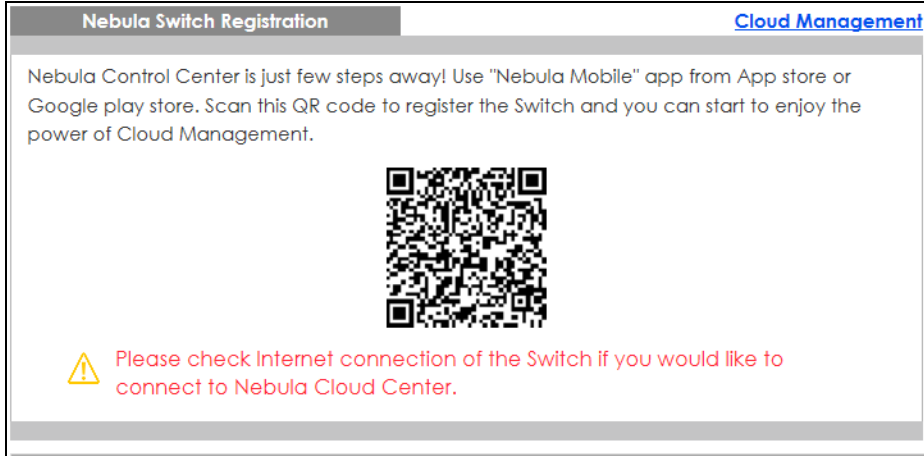 Nebula Switch Registration
Cloud Management
Nebula Control Center is just few steps away! Use "Nebula Mobile" app from App store or
Google play store. Scan this QR code to register the Switch and you can start to enjoy the
power of Cloud Management.
Please check Internet connection of the Switch if you would like to
connect to Nebula Cloud Center.